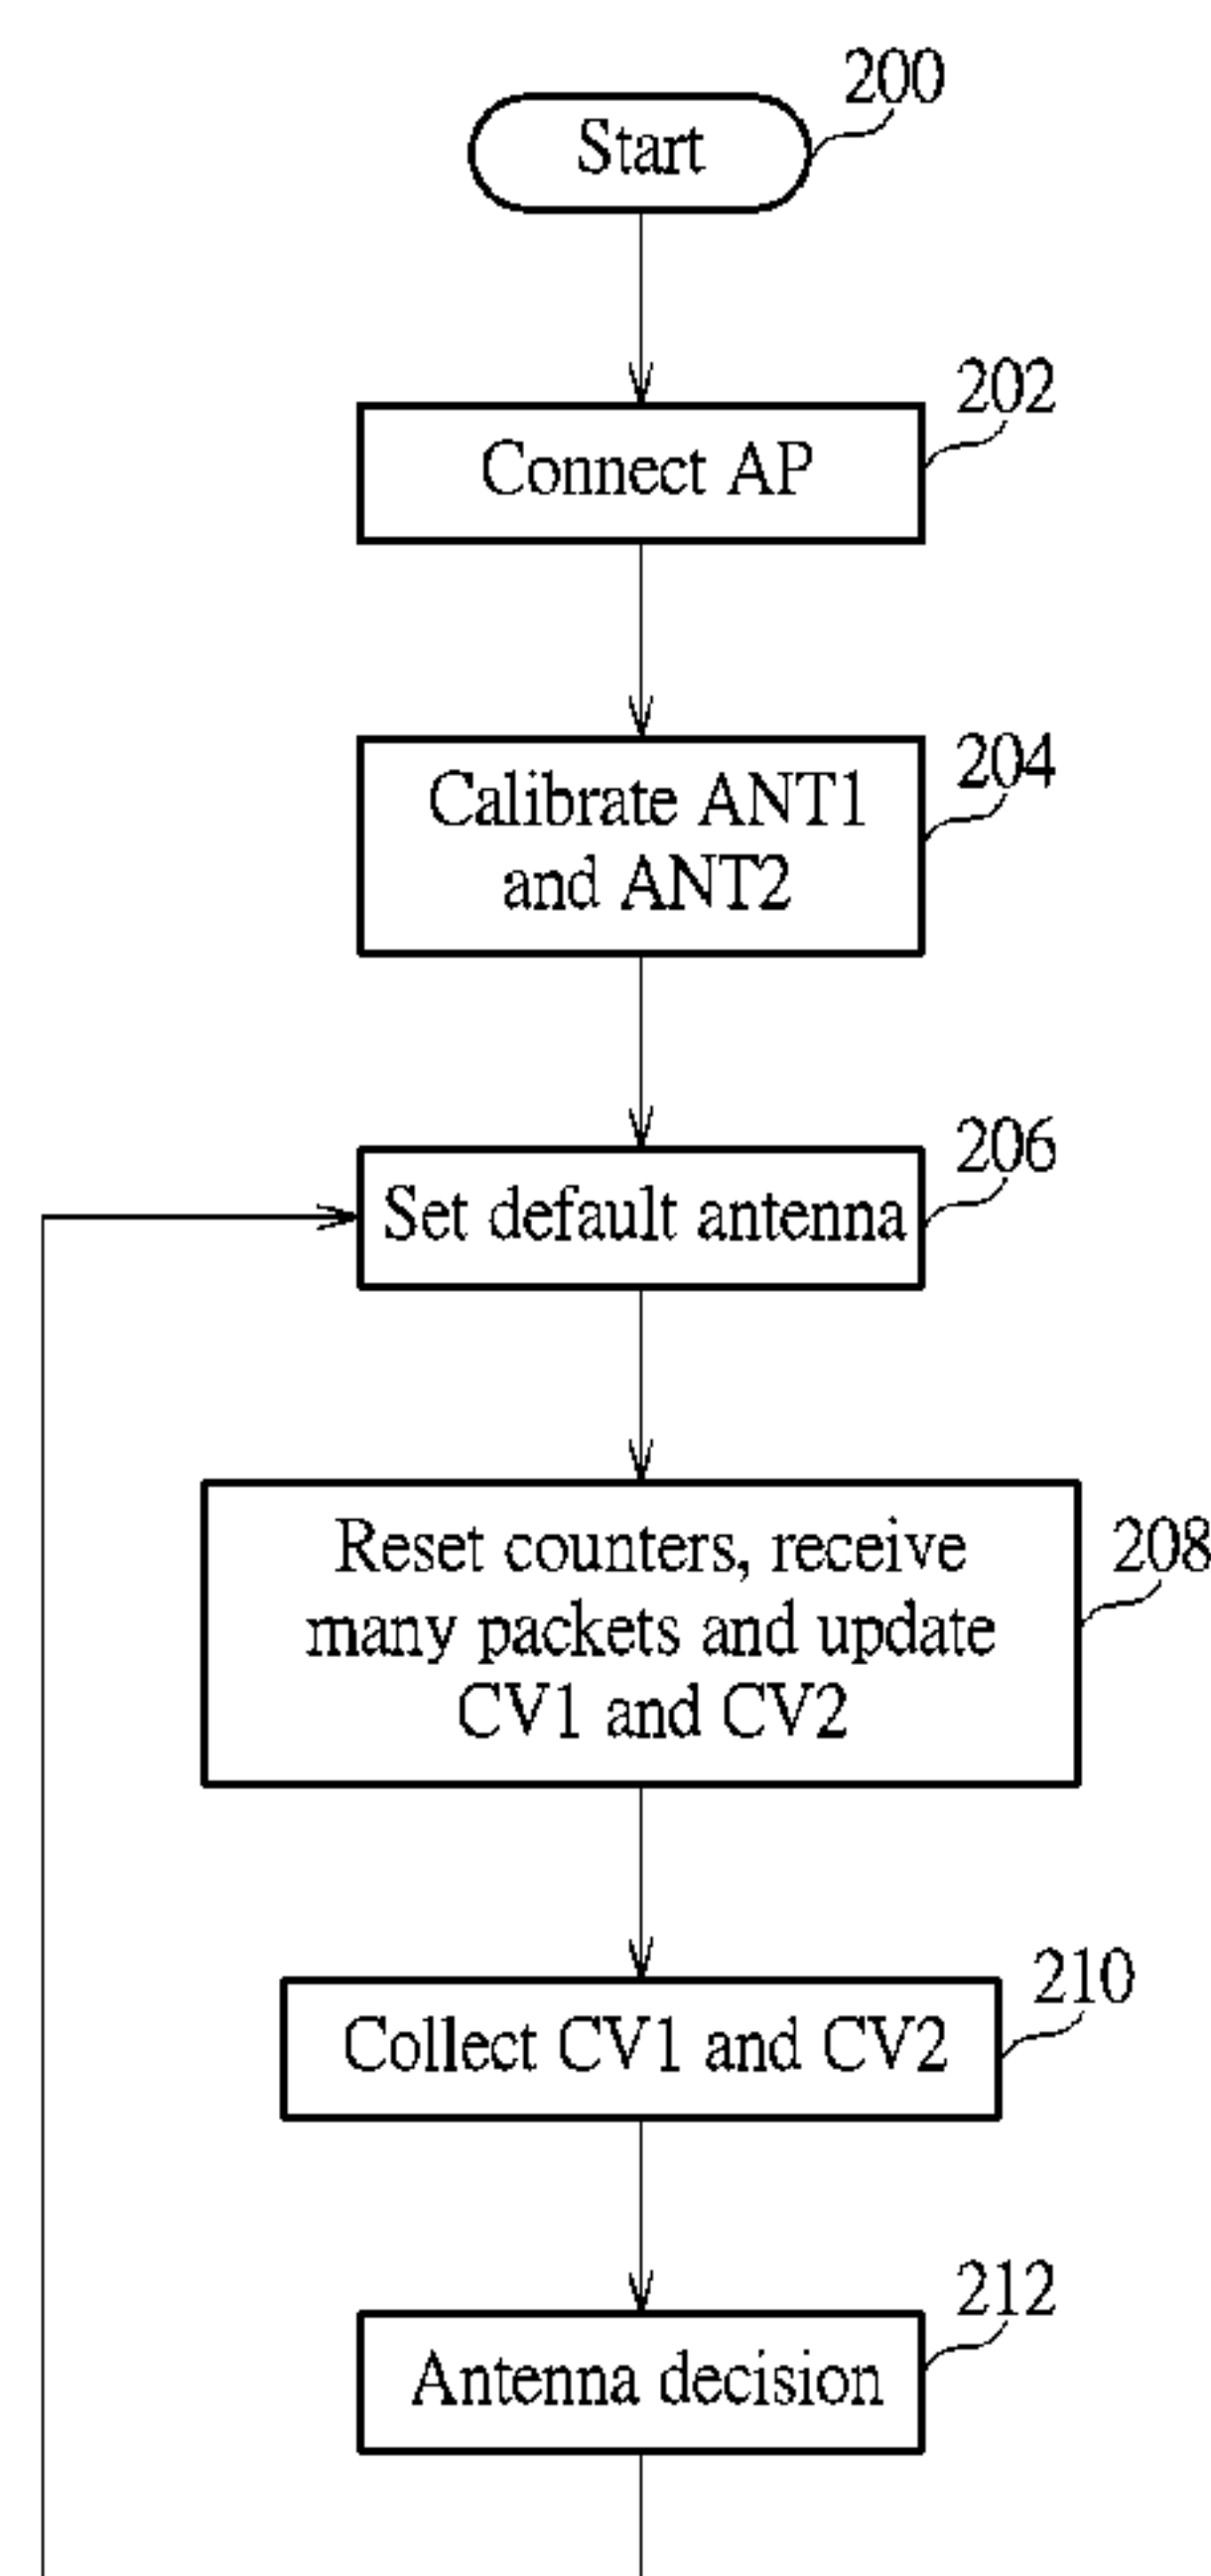 200
Start
202
Connect AP
204
Calibrate ANT1
and ANT2
206
Set default antenna
208
Reset counters, receive
many packets and update
CV1 and CV2
210
Collect CV1 and CV2
212
Antenna decision